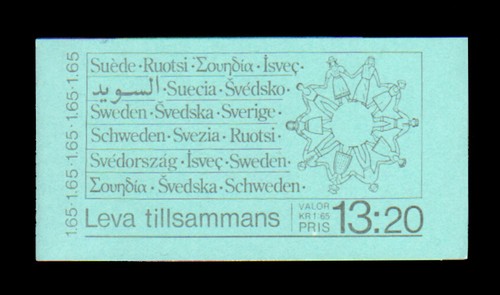 1.65·1.65·1.65·1.65·1.65
Suède·Ruotsi·Σουηδία·İsveç·
السويد·Suecia·Švédsko·
Sweden·Švedska·Sverige·
Schweden·Svezia·Ruotsi·
Svédország·İsveç·Sweden·
Σουηδία·Švedska·Schweden·
Leva tillsammans
VALÖR
KR 1:65
PRIS 13:20